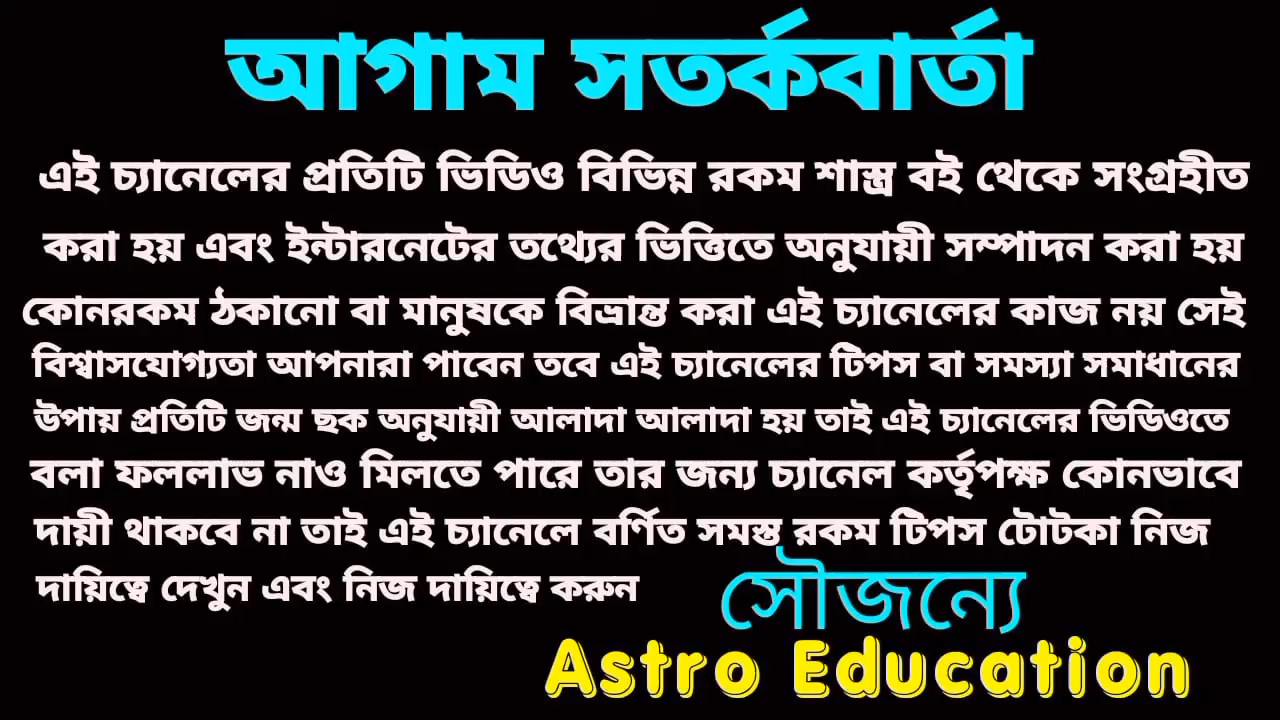 আগাম সতর্কবার্তা
এই চ্যানেলের প্রতিটি ভিডিও বিভিন্ন রকম শাস্ত্র বই থেকে সংগ্রহীত
করা হয় এবং ইন্টারনেটের তথ্যের ভিত্তিতে অনুযায়ী সম্পাদন করা হয়
কোনরকম ঠকানো বা মানুষকে বিভ্রান্ত করা এই চ্যানেলের কাজ নয় সেই
বিশ্বাসযোগ্যতা আপনারা পাবেন তবে এই চ্যানেলের টিপস বা সমস্যা সমাধানের
উপায় প্রতিটি জন্ম ছক অনুযায়ী আলাদা আলাদা হয় তাই এই চ্যানেলের ভিডিওতে
বলা ফললাভ নাও মিলতে পারে তার জন্য চ্যানেল কর্তৃপক্ষ কোনভাবে
দায়ী থাকবে না তাই এই চ্যানেলে বর্ণিত সমস্ত রকম টিপস টোটকা নিজ
দায়িত্বে দেখুন এবং নিজ দায়িত্বে করুন
সৌজন্যে
Astro Education